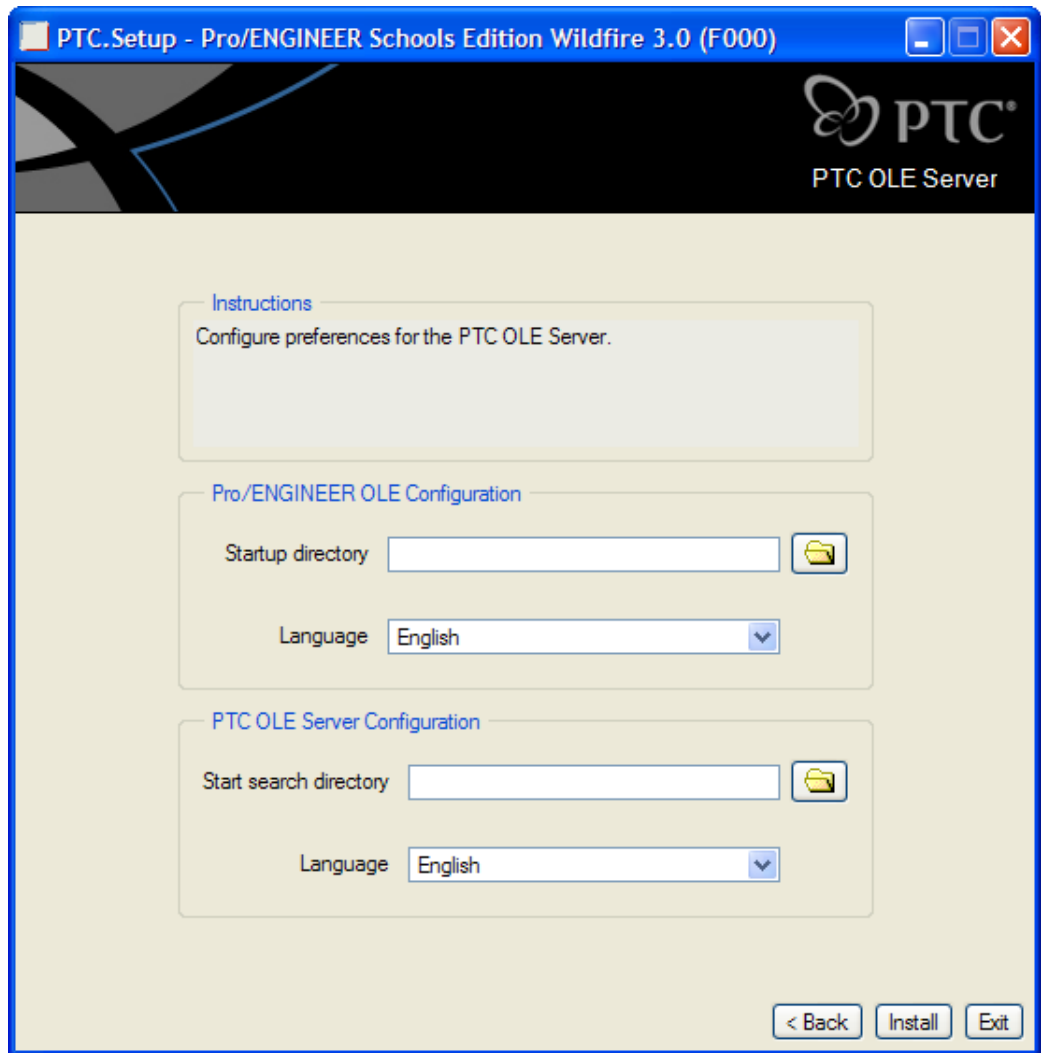 PTC.Setup - Pro/ENGINEER Schools Edition Wildfire 3.0 (F000)
PTC®
PTC OLE Server
Instructions
Configure preferences for the PTC OLE Server.
Pro/ENGINEER OLE Configuration
Startup directory
Language English
PTC OLE Server Configuration
Start search directory
Language English
< Back Install Exit